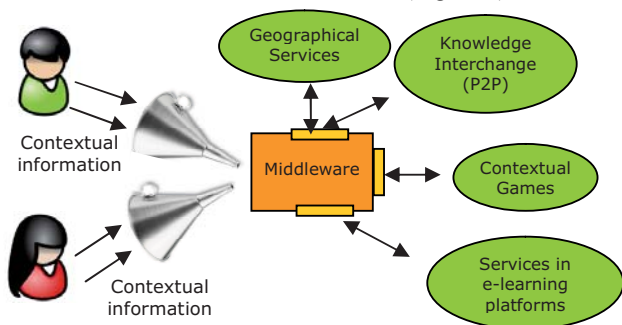 Geographical
Services
Knowledge
Interchange
(P2P)
Contextual
information
Middleware
Contextual
Games
Contextual
information
Services in
e-learning
platforms